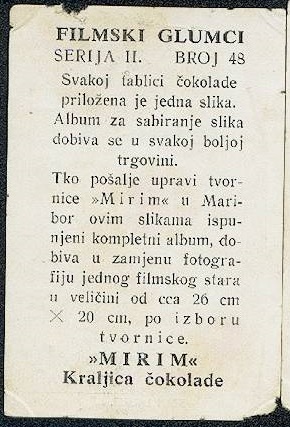 FILMSKI GLUMCI
SERIJA II. BROJ 48
Svakoj tablici čokolade
priložena je jedna slika.
Album za sabiranje slika
dobiva se u svakoj boljoj
trgovini.
Tko pošalje upravi tvor-
nice »Mirim« u Mari-
bor ovim slikama ispu-
njeni kompletni album, do-
biva u zamjenu fotogra-
fiju jednog filmskog stara
u veličini od cca 26 cm
× 20 cm, po izboru
tvornice.
»MIRIM«
Kraljica čokolade